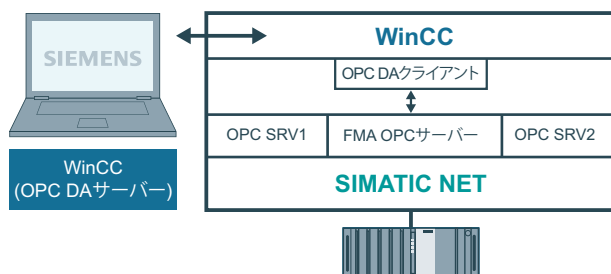 SIEMENS
WinCC
(OPC DAサーバー)
WinCC
OPC DAクライアント
OPC SRV1
FMA OPCサーバー
OPC SRV2
SIMATIC NET